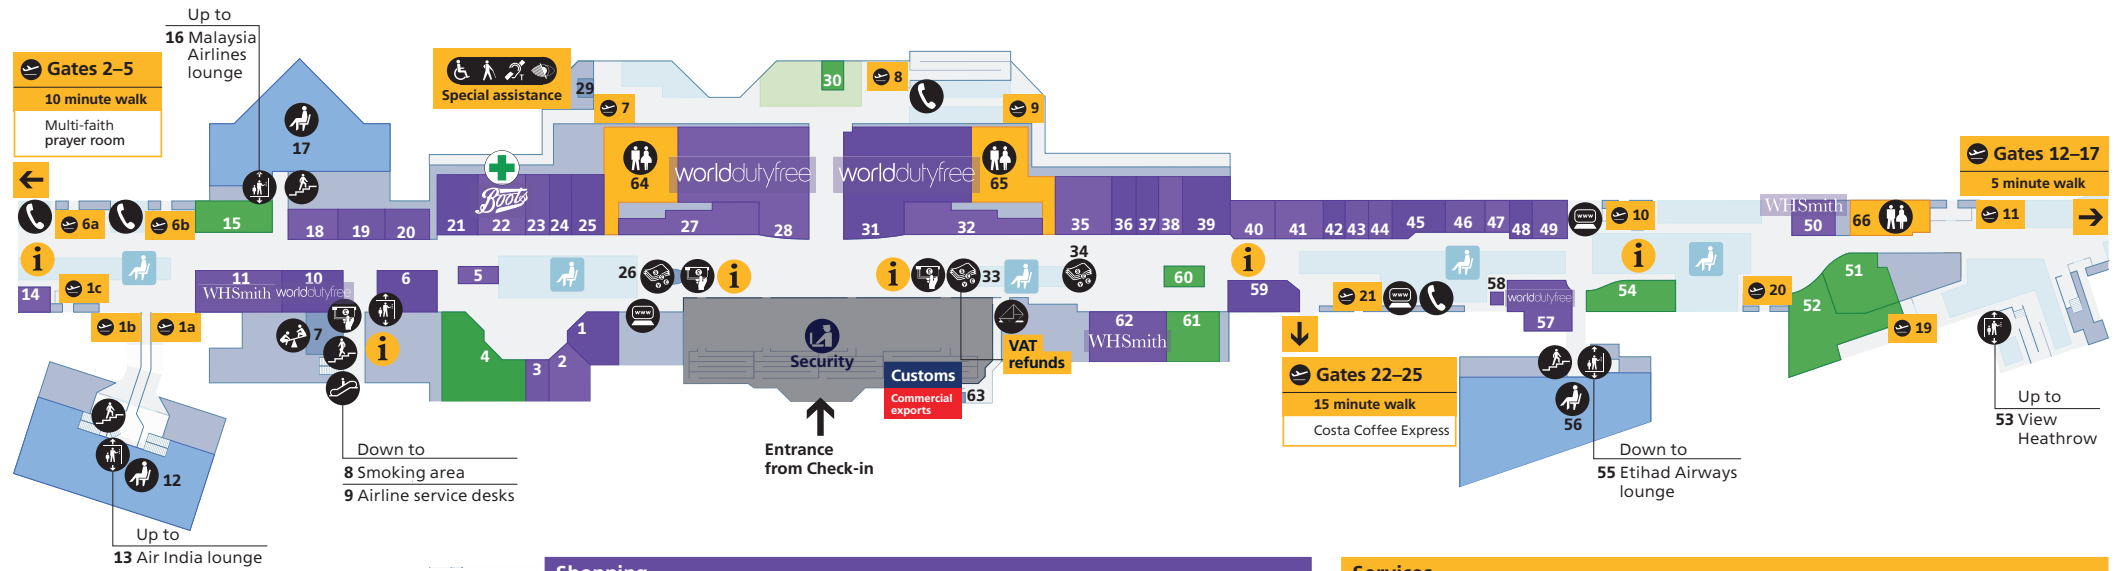 Up to
16 Malaysia
Airlines
lounge
Gates 2–5
10 minute walk
Multi-faith
prayer room
17
Special assistance
29
7
30
8
9
64
worlddutyfree
worlddutyfree
65
Gates 12–17
5 minute walk
6a
6b
15
18
19
20
21
Boots
22
23
24
25
27
28
31
32
35
36
37
38
39
40
41
42
43
44
45
46
47
48
49
www
10
WHSmith
50
66
11
i
14
1c
11
WHSmith
10
worlddutyfree
6
5
26
i
i
33
34
60
i
59
21
www
58
worlddutyfree
57
i
54
20
51
52
19
1b
1a
7
i
4
3
2
1
www
Security
VAT
refunds
62
WHSmith
61
Customs
Commercial
exports
63
Gates 22–25
15 minute walk
Costa Coffee Express
56
Up to
53 View
Heathrow
12
Down to
8 Smoking area
9 Airline service desks
Entrance
from Check-in
Down to
55 Etihad Airways
lounge
Up to
13 Air India lounge
Shopping
Services